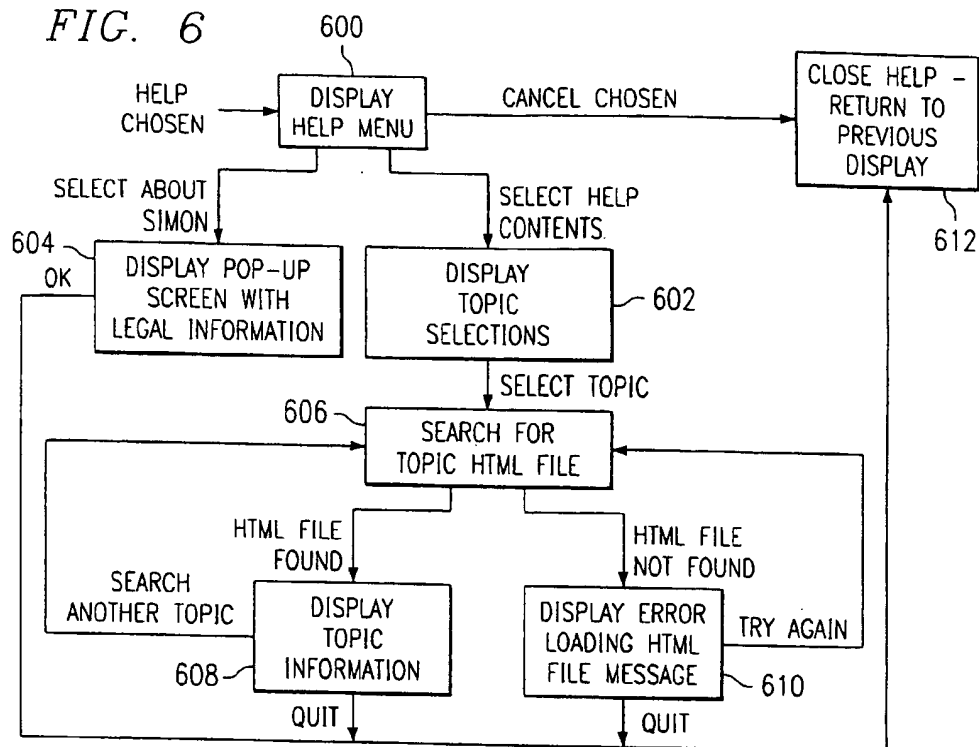 FIG. 6
600
HELP
CHOSEN
DISPLAY
HELP MENU
CANCEL CHOSEN
CLOSE HELP –
RETURN TO
PREVIOUS
DISPLAY
612
SELECT ABOUT
SIMON
SELECT HELP
CONTENTS.
604
OK
DISPLAY POP-UP
SCREEN WITH
LEGAL INFORMATION
DISPLAY
TOPIC
SELECTIONS
602
SELECT TOPIC
606
SEARCH FOR
TOPIC HTML FILE
HTML FILE
FOUND
HTML FILE
NOT FOUND
SEARCH
ANOTHER TOPIC
DISPLAY
TOPIC
INFORMATION
608
DISPLAY ERROR
LOADING HTML
FILE MESSAGE
TRY AGAIN
610
QUIT
QUIT